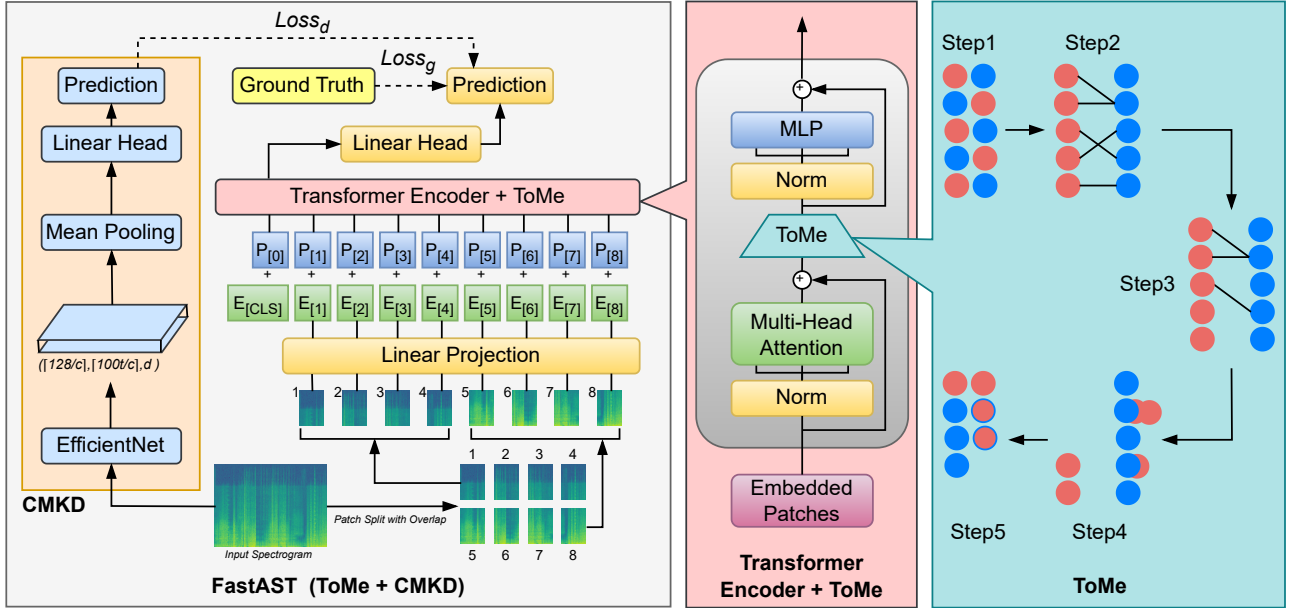 Loss_d
Loss_g
Prediction
Ground Truth
Prediction
Linear Head
Linear Head
Transformer Encoder + ToMe
Mean Pooling
P[0] P[1] P[2] P[3] P[4] P[5] P[6] P[7] P[8]
+ + + + + + + + +
E[CLS] E[1] E[2] E[3] E[4] E[5] E[6] E[7] E[8]
Linear Projection
(⌈128/c⌉,⌈100t/c⌉,d )
1 2 3 4 5 6 7 8
EfficientNet
CMKD
1 2 3 4
Patch Split with Overlap
Input Spectrogram
5 6 7 8
FastAST (ToMe + CMKD)
+
MLP
Norm
ToMe
+
Multi-Head
Attention
Norm
Embedded
Patches
Transformer
Encoder + ToMe
Step1
Step2
Step3
Step5
Step4
ToMe